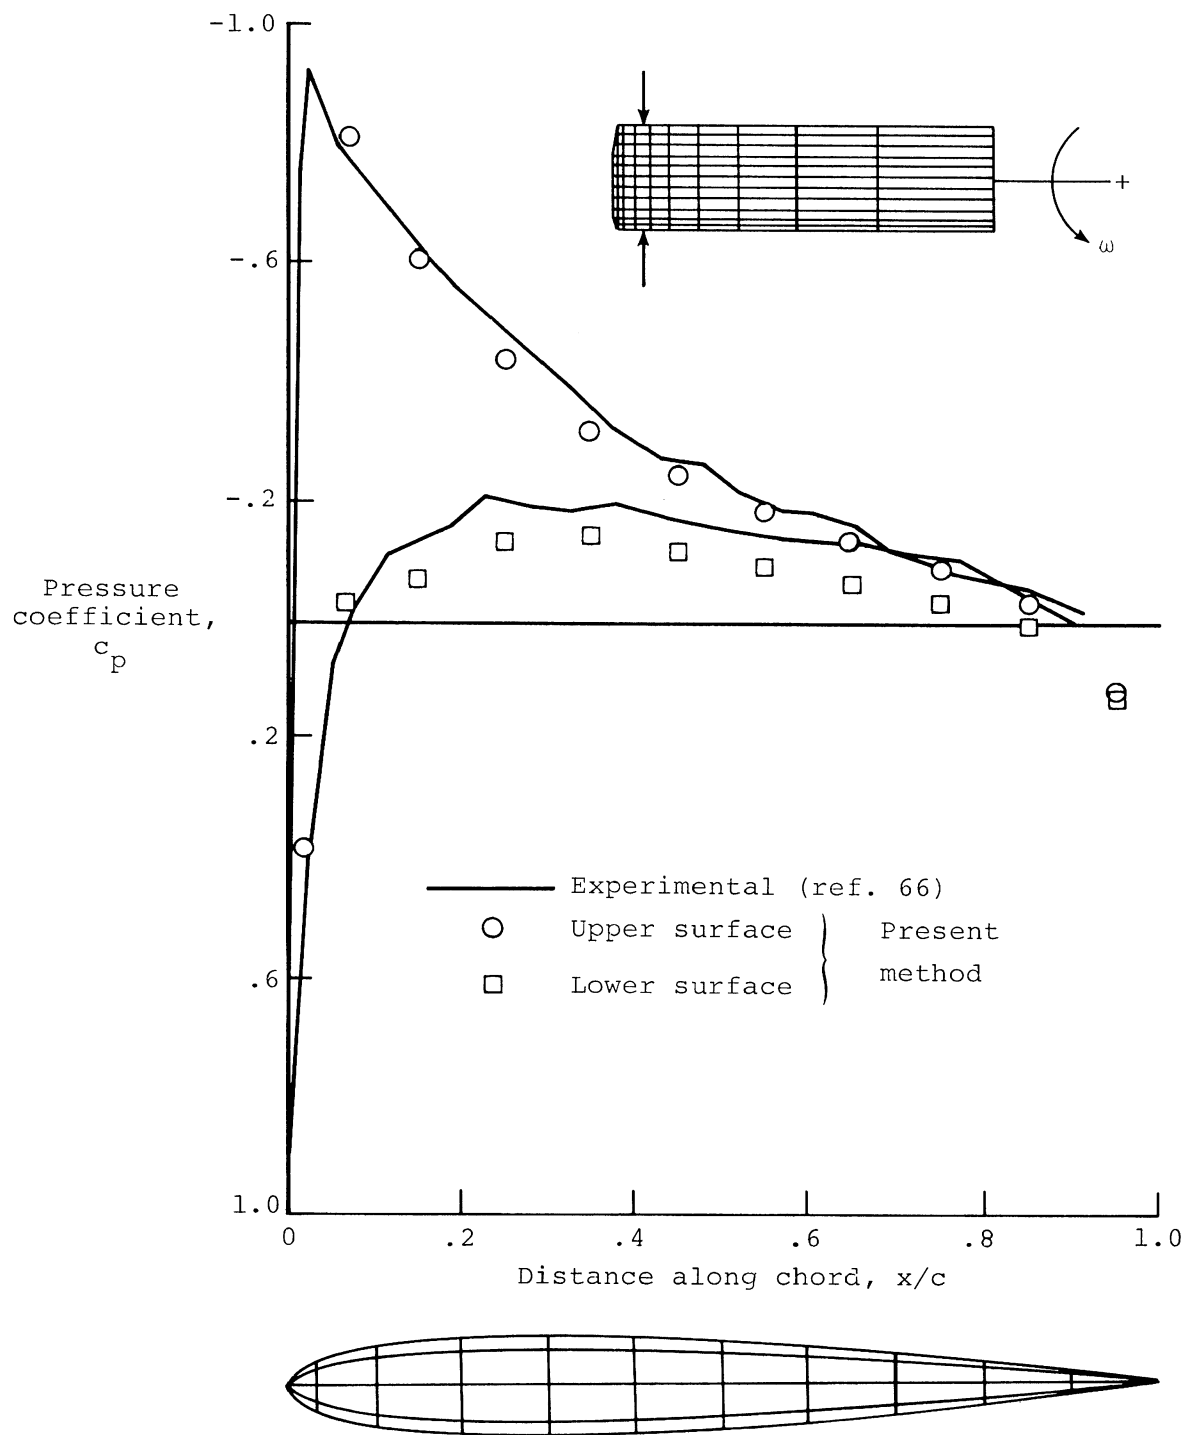 -1.0
-.6
-.2
.2
.6
1.0
Pressure
coefficient,
cp
+
ω
Experimental (ref. 66)
Upper surface
Lower surface
Present
method
0
.2
.4
.6
.8
1.0
Distance along chord, x/c